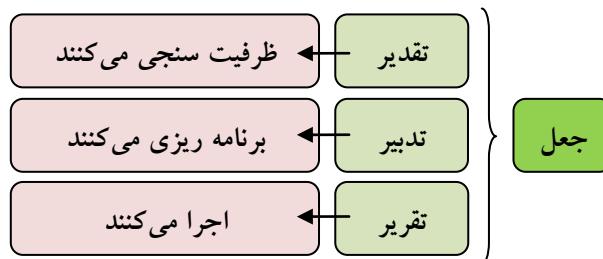 جعل
تقدیر
ظرفیت سنجی می‌کنند
تدبیر
برنامه ریزی می‌کنند
تقریر
اجرا می‌کنند